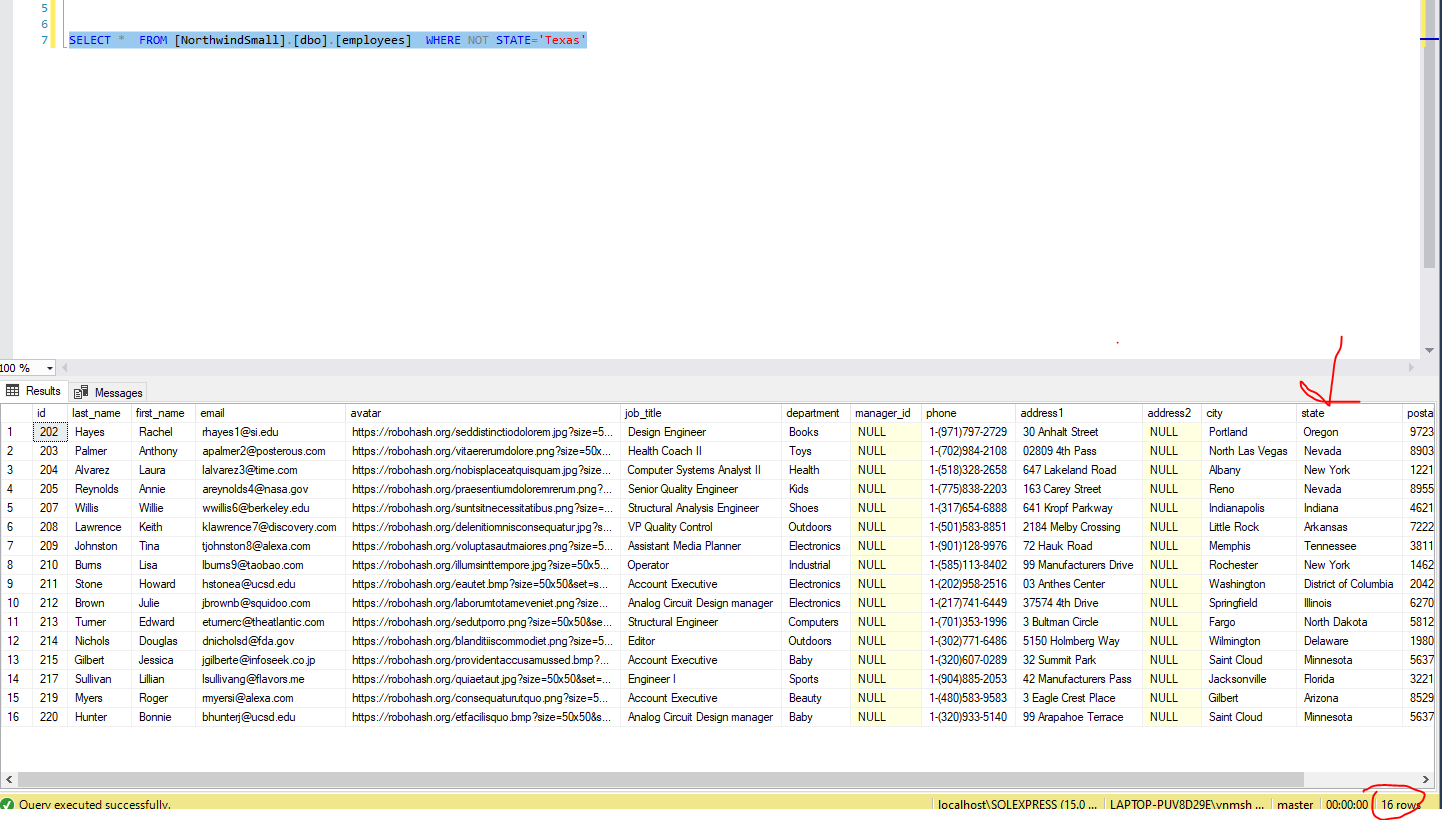 5
6
7 SELECT * FROM [NorthwindSmall].[dbo].[employees] WHERE NOT STATE='Texas'
100 %
Results Messages
id last_name first_name email avatar job_title department manager_id phone address1 address2 city state posta
1 202 Hayes Rachel rhayes1@si.edu https://robohash.org/seddistinctiodolorem.jpg?size=5... Design Engineer Books NULL 1-(971)797-2729 30 Anhalt Street NULL Portland Oregon 9723
2 203 Palmer Anthony apalmer2@posterous.com https://robohash.org/vitaererumdolore.png?size=50x... Health Coach II Toys NULL 1-(702)984-2108 02809 4th Pass NULL North Las Vegas Nevada 8903
3 204 Alvarez Laura lalvarez3@time.com https://robohash.org/nobisplaceatquisquam.jpg?size... Computer Systems Analyst II Health NULL 1-(518)328-2658 647 Lakeland Road NULL Albany New York 1221
4 205 Reynolds Annie areynolds4@nasa.gov https://robohash.org/praesentiumdoloremrerum.png?... Senior Quality Engineer Kids NULL 1-(775)838-2203 163 Carey Street NULL Reno Nevada 8955
5 207 Willis Willie wwillis6@berkeley.edu https://robohash.org/suntsitnecessitatibus.png?size=... Structural Analysis Engineer Shoes NULL 1-(317)654-6888 641 Kropf Parkway NULL Indianapolis Indiana 4621
6 208 Lawrence Keith klawrence7@discovery.com https://robohash.org/delenitiomnisconsequatur.jpg?s... VP Quality Control Outdoors NULL 1-(501)583-8851 2184 Melby Crossing NULL Little Rock Arkansas 7222
7 209 Johnston Tina tjohnston8@alexa.com https://robohash.org/voluptasautmaiores.png?size=5... Assistant Media Planner Electronics NULL 1-(901)128-9976 72 Hauk Road NULL Memphis Tennessee 3811
8 210 Burns Lisa lburns9@taobao.com https://robohash.org/illumsinttempore.jpg?size=50x5... Operator Industrial NULL 1-(585)113-8402 99 Manufacturers Drive NULL Rochester New York 1462
9 211 Stone Howard hstonea@ucsd.edu https://robohash.org/eautet.bmp?size=50x50&set=s... Account Executive Electronics NULL 1-(202)958-2516 03 Anthes Center NULL Washington District of Columbia 2042
10 212 Brown Julie jbrownb@squidoo.com https://robohash.org/laborumtotameveniet.png?size... Analog Circuit Design manager Electronics NULL 1-(217)741-6449 37574 4th Drive NULL Springfield Illinois 6270
11 213 Turner Edward eturnerc@theatlantic.com https://robohash.org/sedutporro.png?size=50x50&se... Structural Engineer Computers NULL 1-(701)353-1996 3 Bultman Circle NULL Fargo North Dakota 5812
12 214 Nichols Douglas dnicholsd@fda.gov https://robohash.org/blanditiiscommodiet.png?size=5... Editor Outdoors NULL 1-(302)771-6486 5150 Holmberg Way NULL Wilmington Delaware 1980
13 215 Gilbert Jessica jgilberte@infoseek.co.jp https://robohash.org/providentaccusamussed.bmp?... Account Executive Baby NULL 1-(320)607-0289 32 Summit Park NULL Saint Cloud Minnesota 5637
14 217 Sullivan Lillian lsullivang@flavors.me https://robohash.org/quiaetaut.jpg?size=50x50&set=... Engineer I Sports NULL 1-(904)885-2053 42 Manufacturers Pass NULL Jacksonville Florida 3221
15 219 Myers Roger rmyersi@alexa.com https://robohash.org/consequaturutquo.png?size=5... Account Executive Beauty NULL 1-(480)583-9583 3 Eagle Crest Place NULL Gilbert Arizona 8529
16 220 Hunter Bonnie bhunterj@ucsd.edu https://robohash.org/etfacilisquo.bmp?size=50x50&s... Analog Circuit Design manager Baby NULL 1-(320)933-5140 99 Arapahoe Terrace NULL Saint Cloud Minnesota 5637
Query executed successfully. localhost\SQLEXPRESS (15.0 ... LAPTOP-PUV8D29E\vnmsh ... master 00:00:00 16 rows